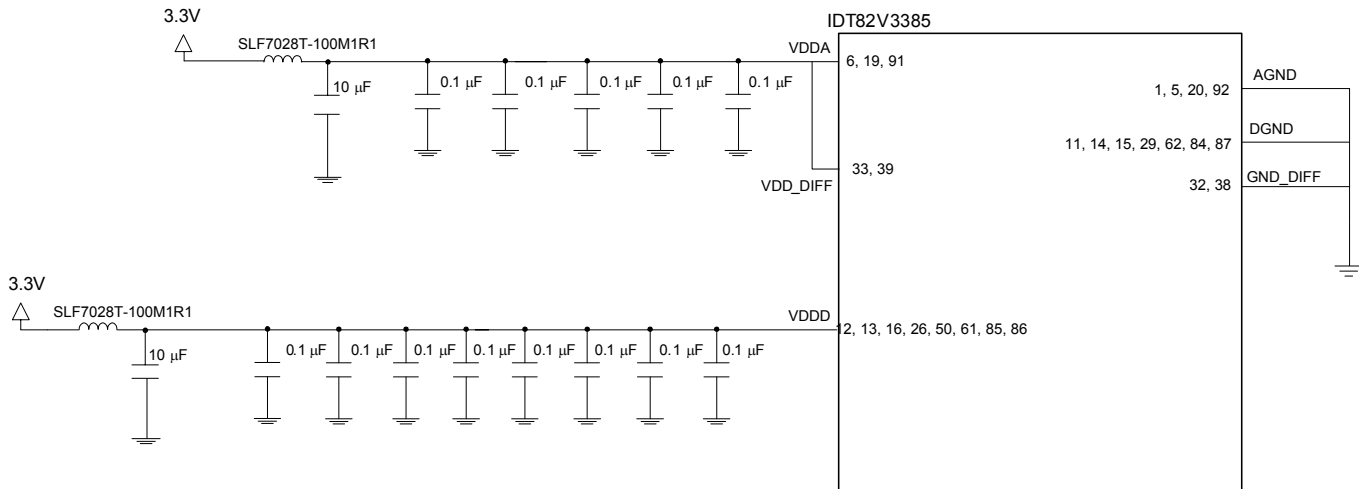 3.3V
IDT82V3385
SLF7028T-100M1R1
VDDA
6, 19, 91
10 μF
0.1 μF
0.1 μF
0.1 μF
0.1 μF
0.1 μF
AGND
1, 5, 20, 92
DGND
11, 14, 15, 29, 62, 84, 87
33, 39
VDD_DIFF
GND_DIFF
32, 38
3.3V
SLF7028T-100M1R1
VDDD
12, 13, 16, 26, 50, 61, 85, 86
10 μF
0.1 μF
0.1 μF
0.1 μF
0.1 μF
0.1 μF
0.1 μF
0.1 μF
0.1 μF